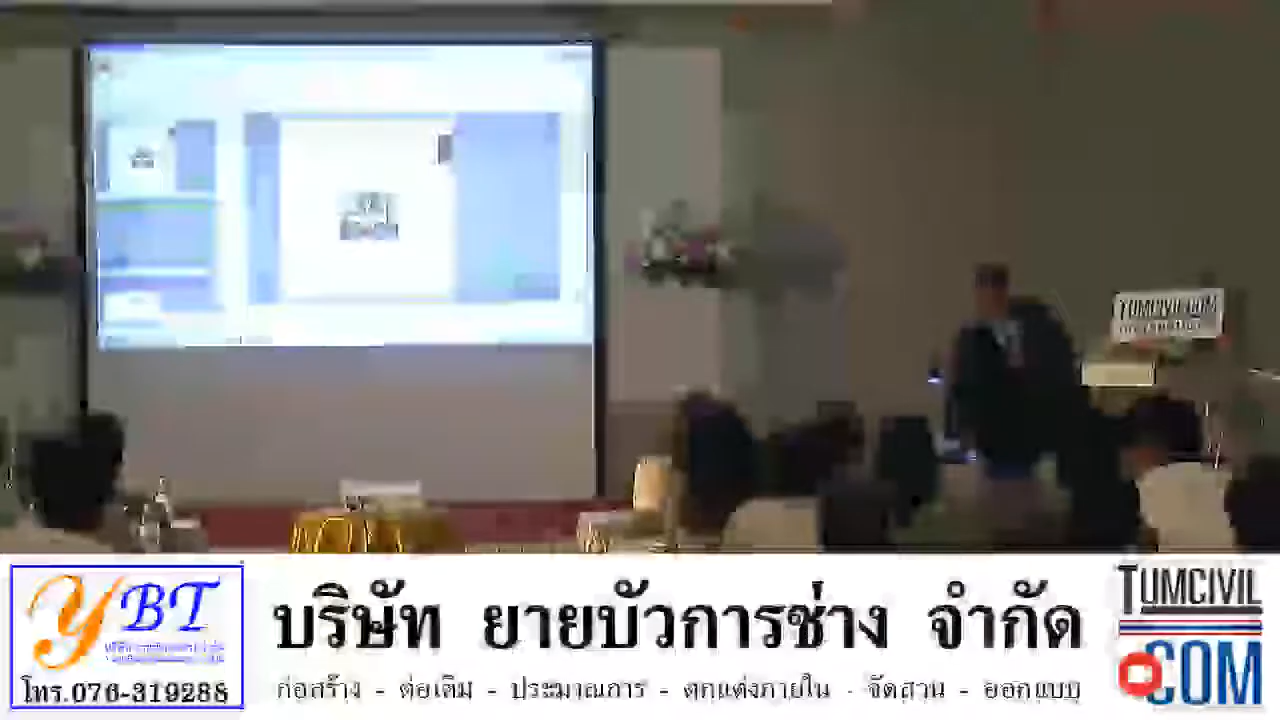 TUMCIVIL.COM
YBT
โทร.076-319288
บริษัท ยายบัวการช่าง จำกัด
ก่อสร้าง - ต่อเติม - ประมาณการ - ตกแต่งภายใน - จัดสวน - ออกแบบ
TUMCIVIL
.COM